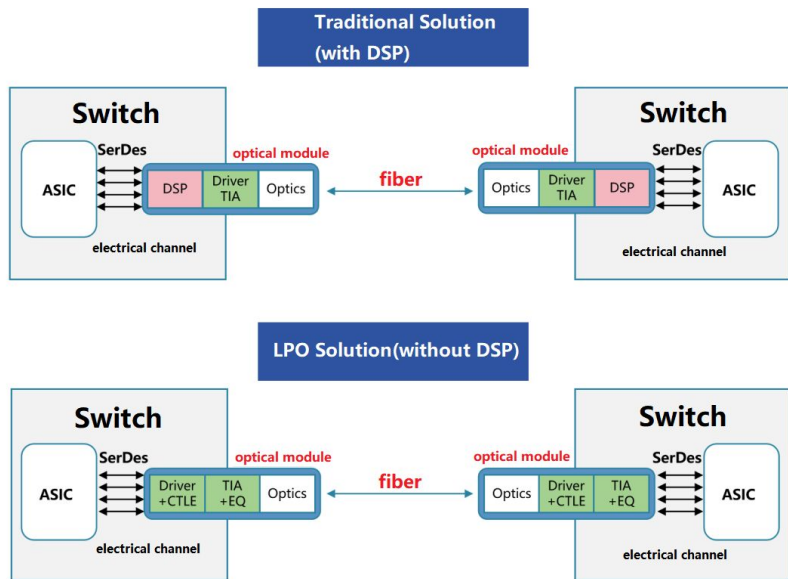 Traditional Solution
(with DSP)
Switch
SerDes
ASIC
optical module
DSP
Driver
TIA
Optics
electrical channel
fiber
Switch
optical module
SerDes
Optics
Driver
TIA
DSP
ASIC
electrical channel
LPO Solution(without DSP)
Switch
SerDes
ASIC
optical module
Driver
+CTLE
TIA
+EQ
Optics
electrical channel
fiber
Switch
optical module
SerDes
Optics
Driver
+CTLE
TIA
+EQ
ASIC
electrical channel